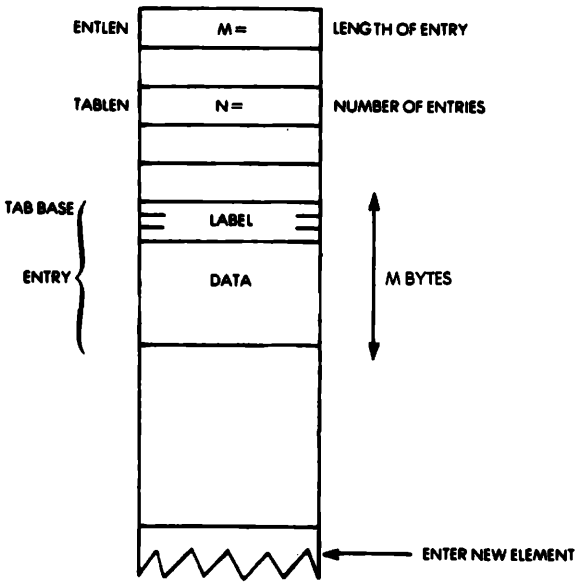 ENTLEN M = LENGTH OF ENTRY
TABLEN N = NUMBER OF ENTRIES
TAB BASE
LABEL
ENTRY
DATA
M BYTES
ENTER NEW ELEMENT